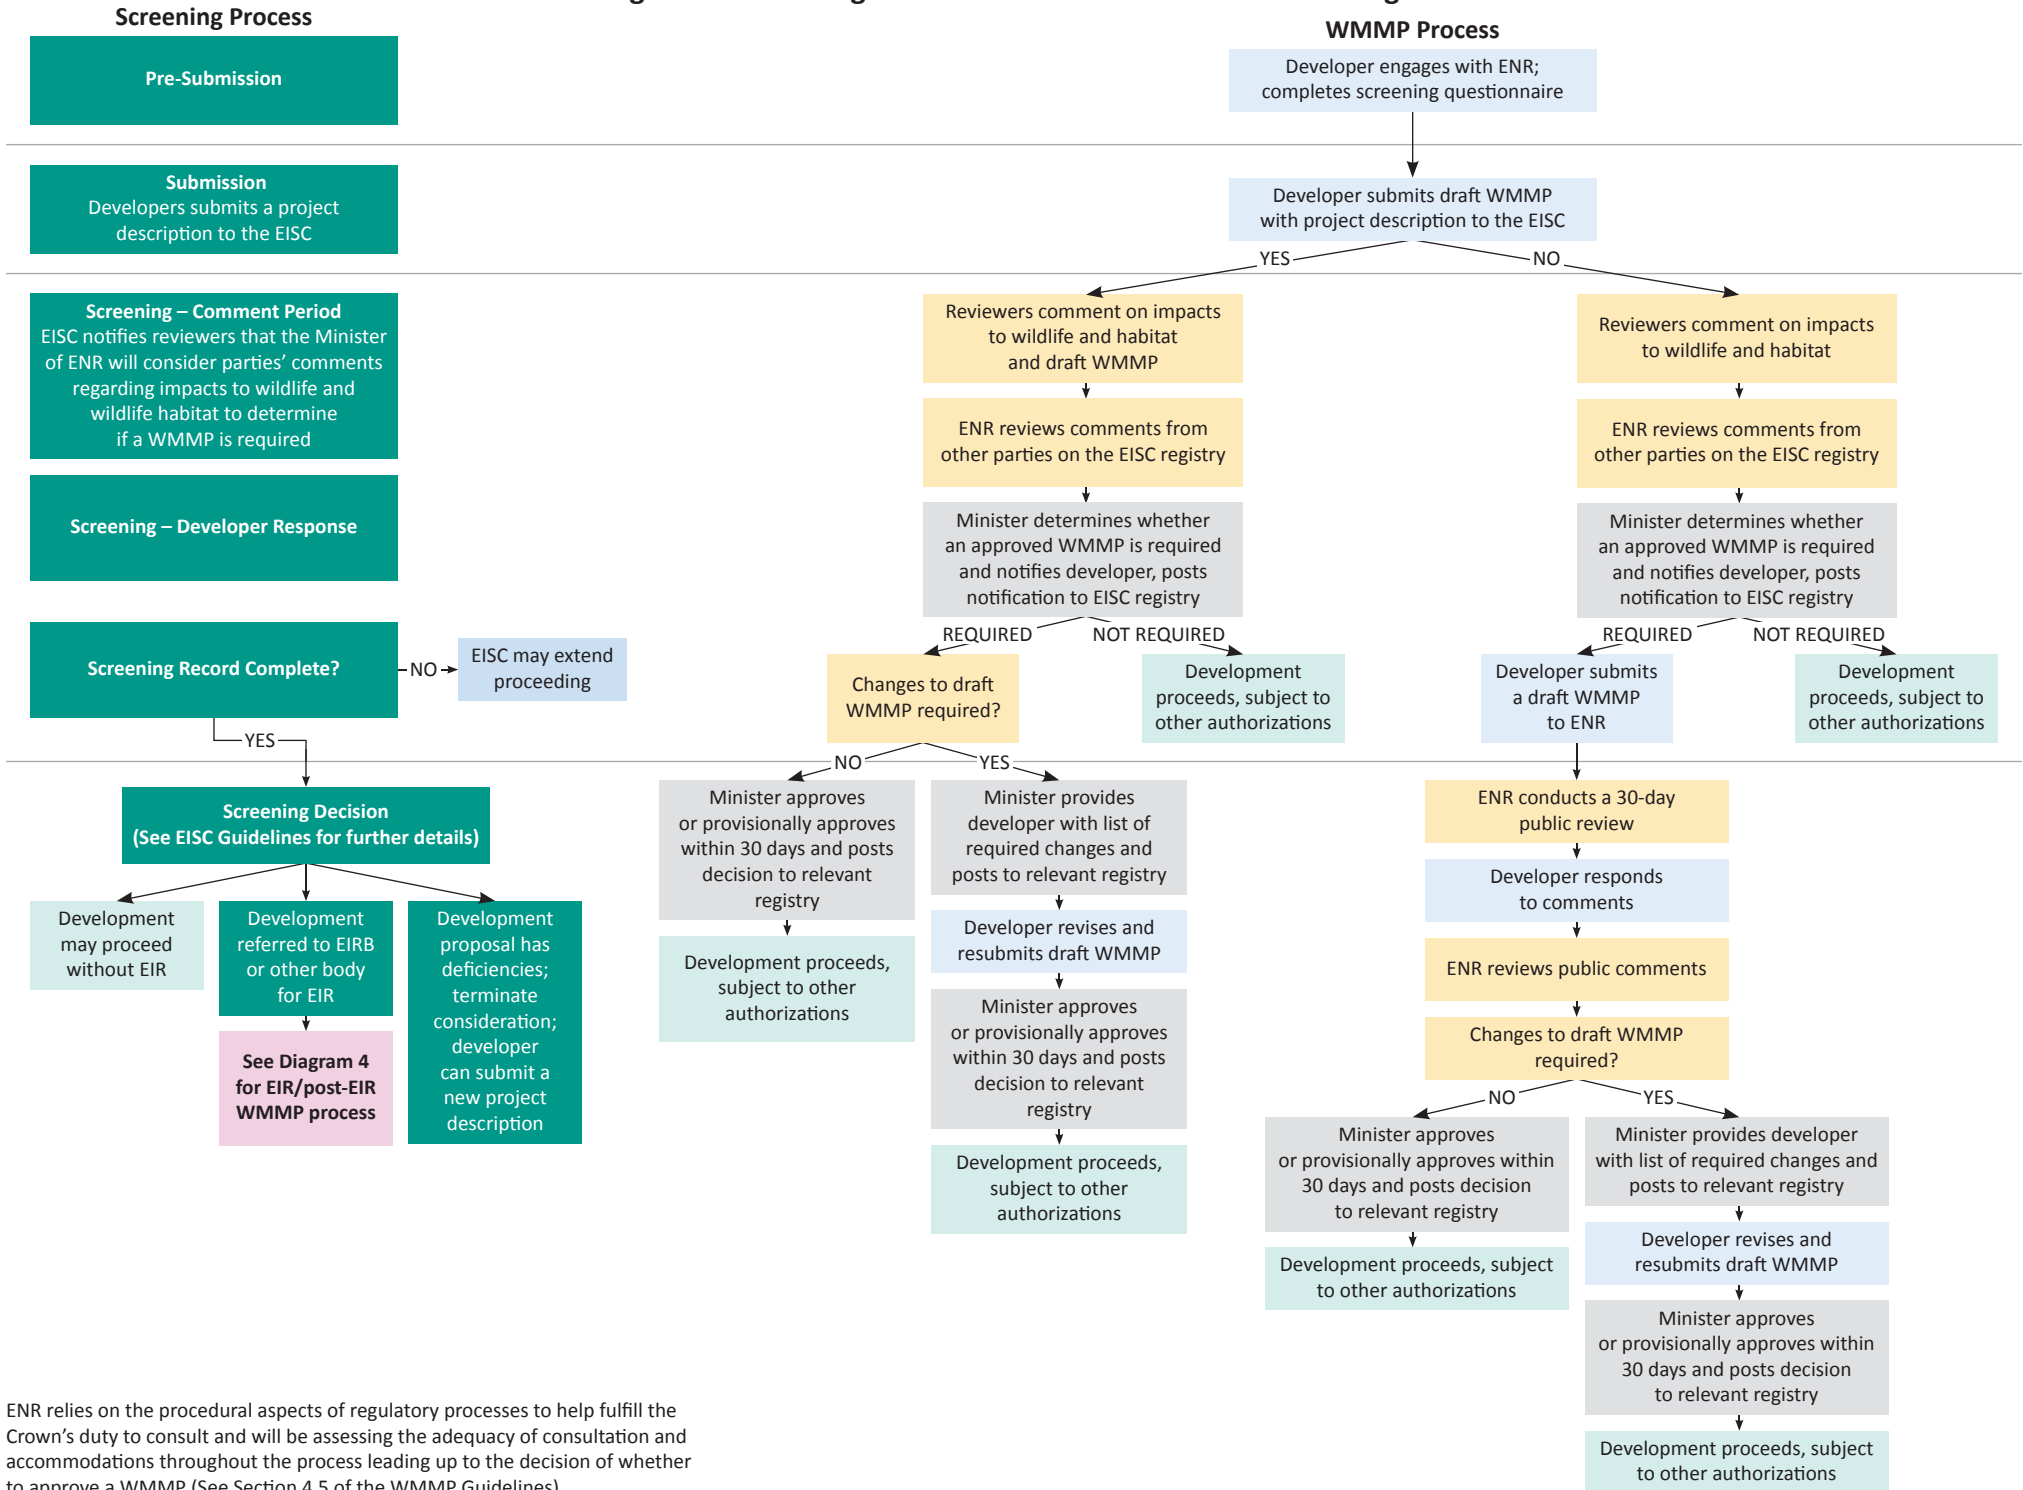 Screening Process
WMMP Process
Pre-Submission
Developer engages with ENR;
completes screening questionnaire
Submission
Developers submits a project
description to the EISC
Developer submits draft WMMP
with project description to the EISC
YES
NO
Screening – Comment Period
EISC notifies reviewers that the Minister
of ENR will consider parties’ comments
regarding impacts to wildlife and
wildlife habitat to determine
if a WMMP is required
Reviewers comment on impacts
to wildlife and habitat
and draft WMMP
Reviewers comment on impacts
to wildlife and habitat
ENR reviews comments from
other parties on the EISC registry
ENR reviews comments from
other parties on the EISC registry
Screening – Developer Response
Minister determines whether
an approved WMMP is required
and notifies developer, posts
notification to EISC registry
Minister determines whether
an approved WMMP is required
and notifies developer, posts
notification to EISC registry
REQUIRED
NOT REQUIRED
REQUIRED
NOT REQUIRED
Screening Record Complete?
NO
EISC may extend
proceeding
Changes to draft
WMMP required?
Development
proceeds, subject to
other authorizations
Developer submits
a draft WMMP
to ENR
Development
proceeds, subject to
other authorizations
YES
NO
YES
Screening Decision
(See EISC Guidelines for further details)
Minister approves
or provisionally approves
within 30 days and posts
decision to relevant
registry
Minister provides
developer with list of
required changes and
posts to relevant registry
ENR conducts a 30-day
public review
Developer responds
to comments
Development
may proceed
without EIR
Development
referred to EIRB
or other body
for EIR
Development
proposal has
deficiencies;
terminate
consideration;
developer
can submit a
new project
description
Development proceeds,
subject to other
authorizations
Developer revises and
resubmits draft WMMP
ENR reviews public comments
See Diagram 4
for EIR/post-EIR
WMMP process
Minister approves
or provisionally approves
within 30 days and posts
decision to relevant
registry
Changes to draft WMMP
required?
NO
YES
Development proceeds,
subject to other
authorizations
Minister approves
or provisionally approves within
30 days and posts decision
to relevant registry
Minister provides developer
with list of required changes and
posts to relevant registry
Development proceeds, subject
to other authorizations
Developer revises and
resubmits draft WMMP
Minister approves
or provisionally approves within
30 days and posts decision
to relevant registry
Development proceeds, subject
to other authorizations
ENR relies on the procedural aspects of regulatory processes to help fulfill the
Crown’s duty to consult and will be assessing the adequacy of consultation and
accommodations throughout the process leading up to the decision of whether
to approve a WMMP (See Section 4.5 of the WMMP Guidelines)